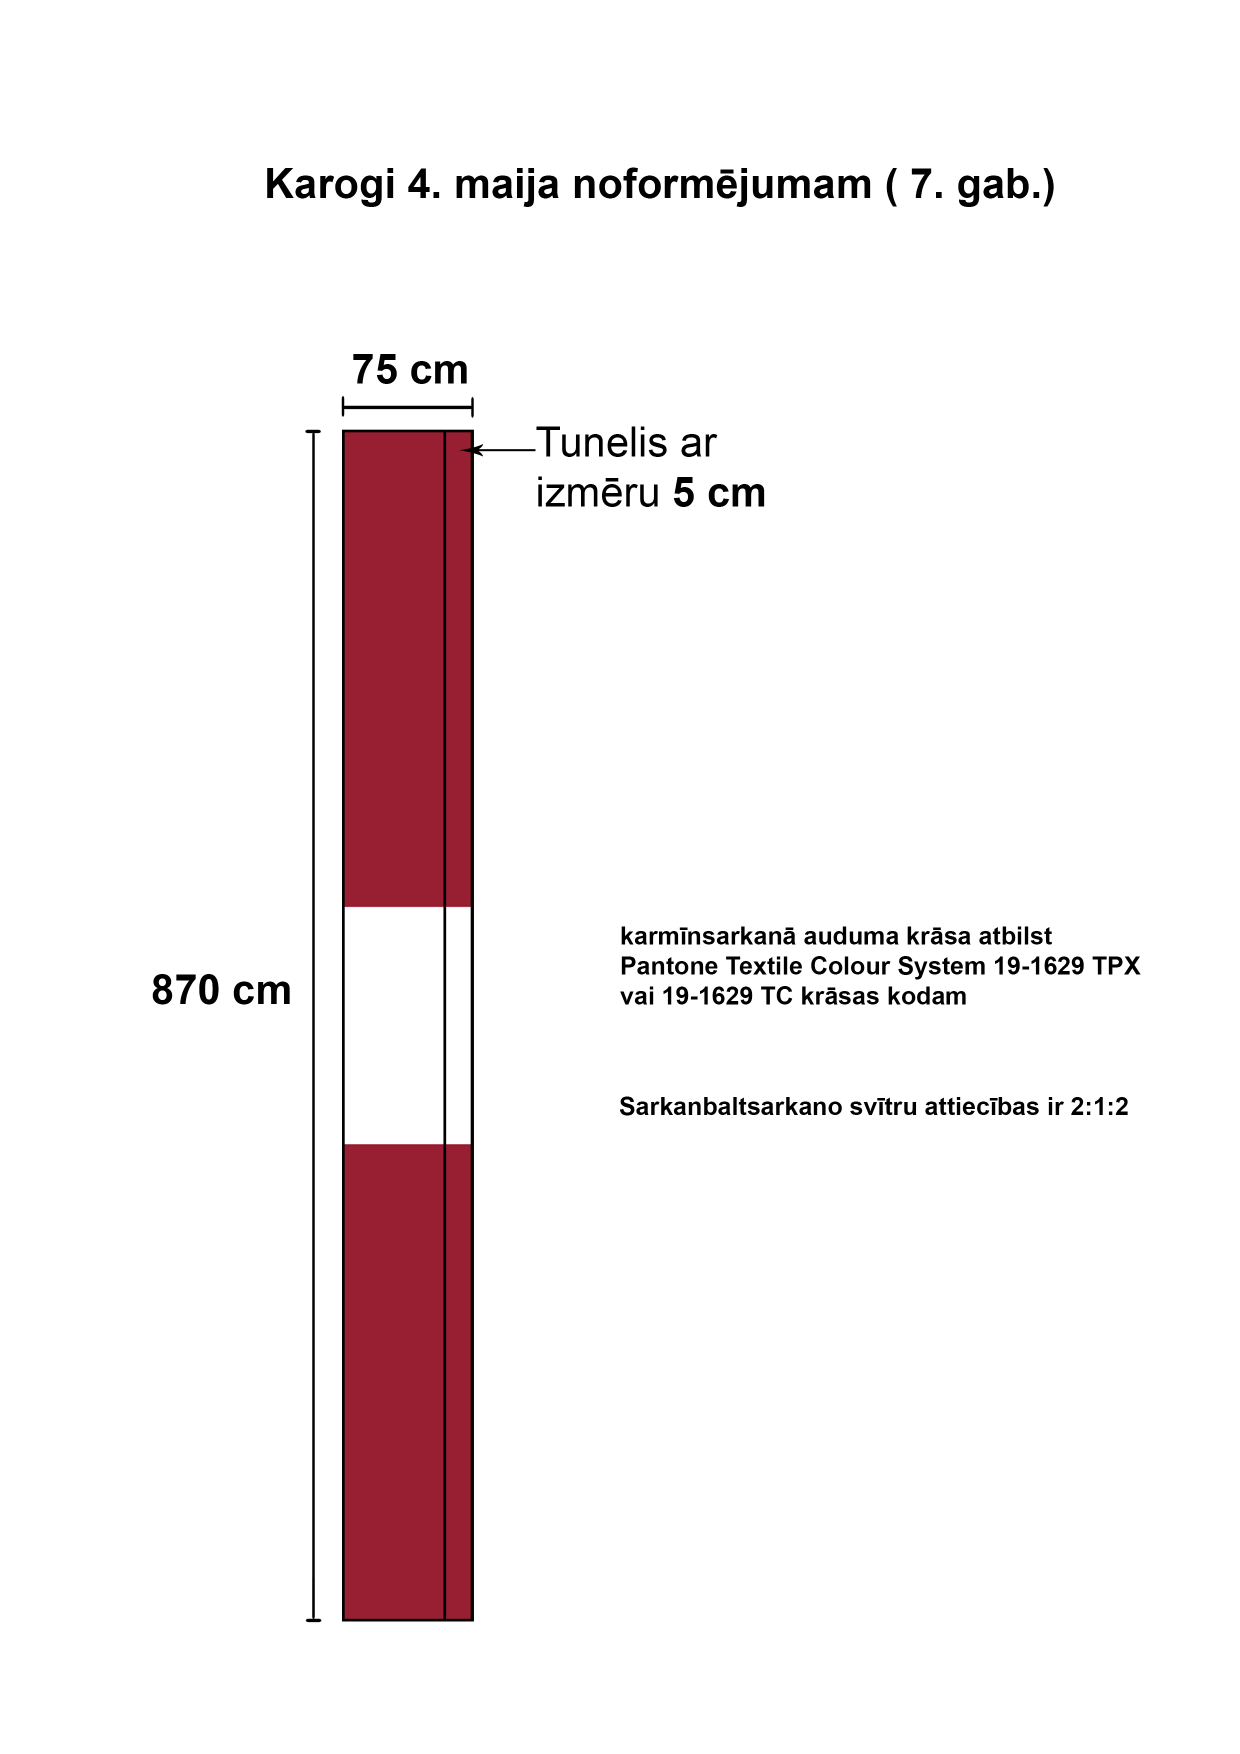 Karogi 4. maija noformējumam ( 7. gab.)
75 cm
Tunelis ar
izmēru 5 cm
karmīnsarkanā auduma krāsa atbilst
Pantone Textile Colour System 19-1629 TPX
vai 19-1629 TC krāsas kodam
870 cm
Sarkanbaltsarkano svītru attiecības ir 2:1:2